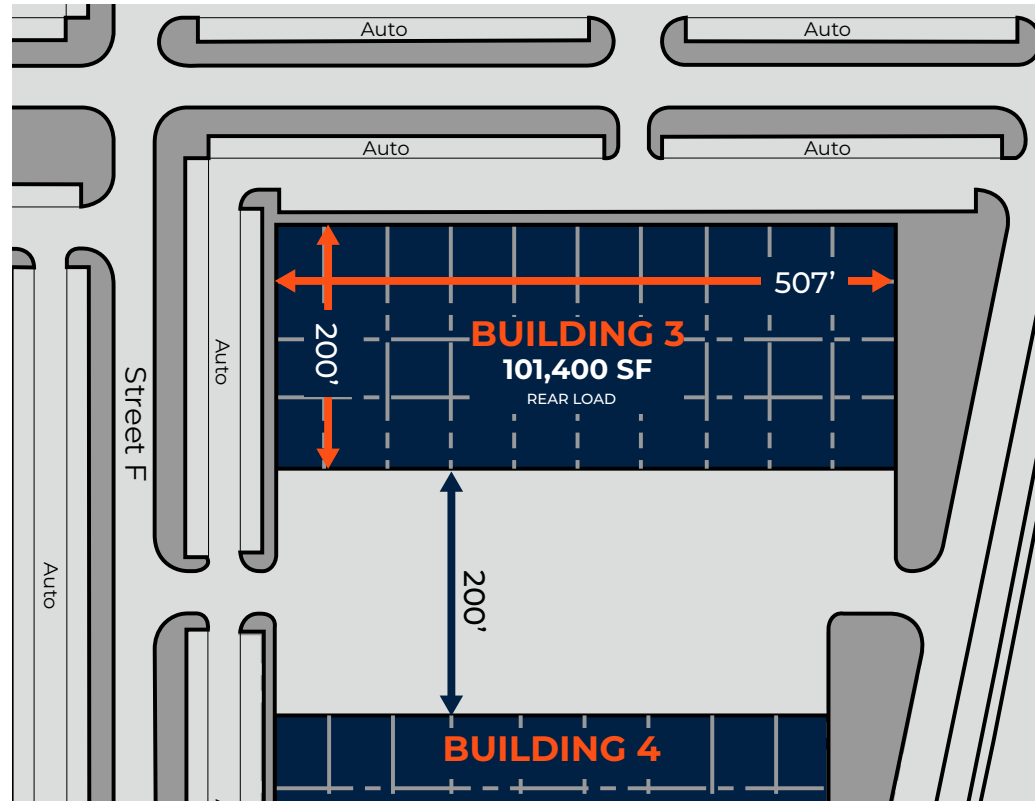 Auto
Auto
Auto
Auto
507’
200’
BUILDING 3
101,400 SF
REAR LOAD
Auto
Street F
Auto
200’
BUILDING 4